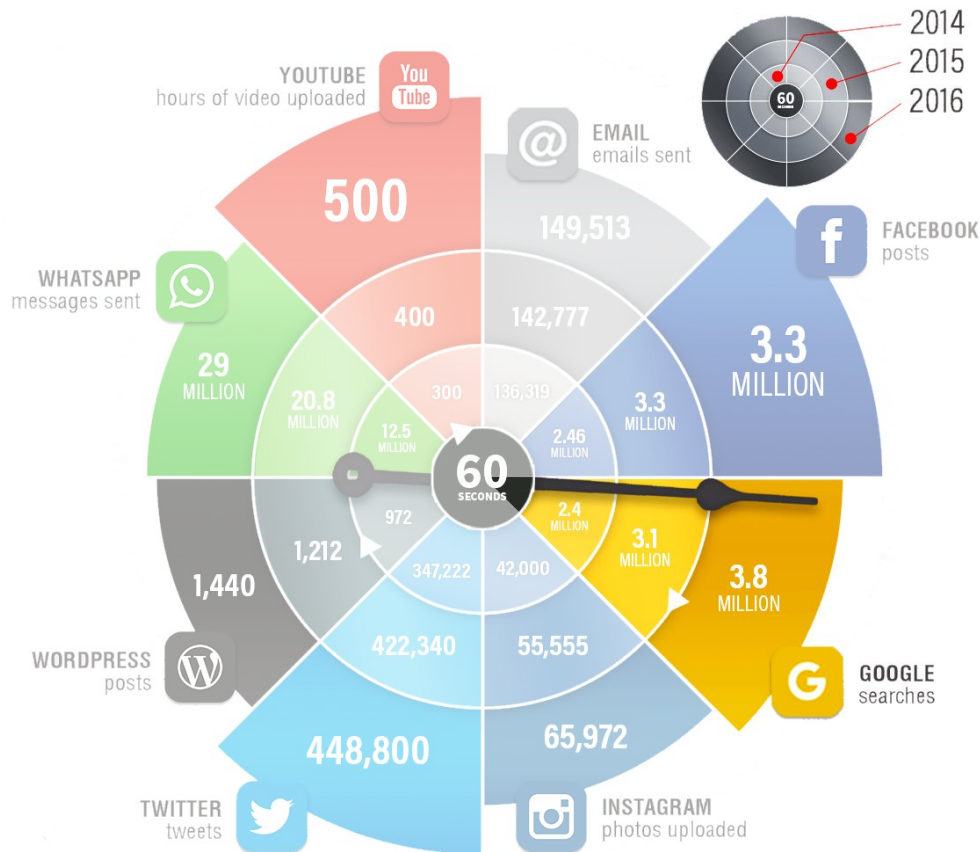 2014
2015
2016
60
SECONDS
YOUTUBE
hours of video uploaded
You
Tube
500
400
300
EMAIL
emails sent
@
149,513
142,777
136,319
FACEBOOK
posts
f
3.3
MILLION
3.3
MILLION
2.46
MILLION
WHATSAPP
messages sent
29
MILLION
20.8
MILLION
12.5
MILLION
60
SECONDS
GOOGLE
searches
G
2.4
MILLION
3.1
MILLION
3.8
MILLION
WORDPRESS
posts
W
1,440
1,212
972
TWITTER
tweets
448,800
422,340
347,222
INSTAGRAM
photos uploaded
65,972
55,555
42,000